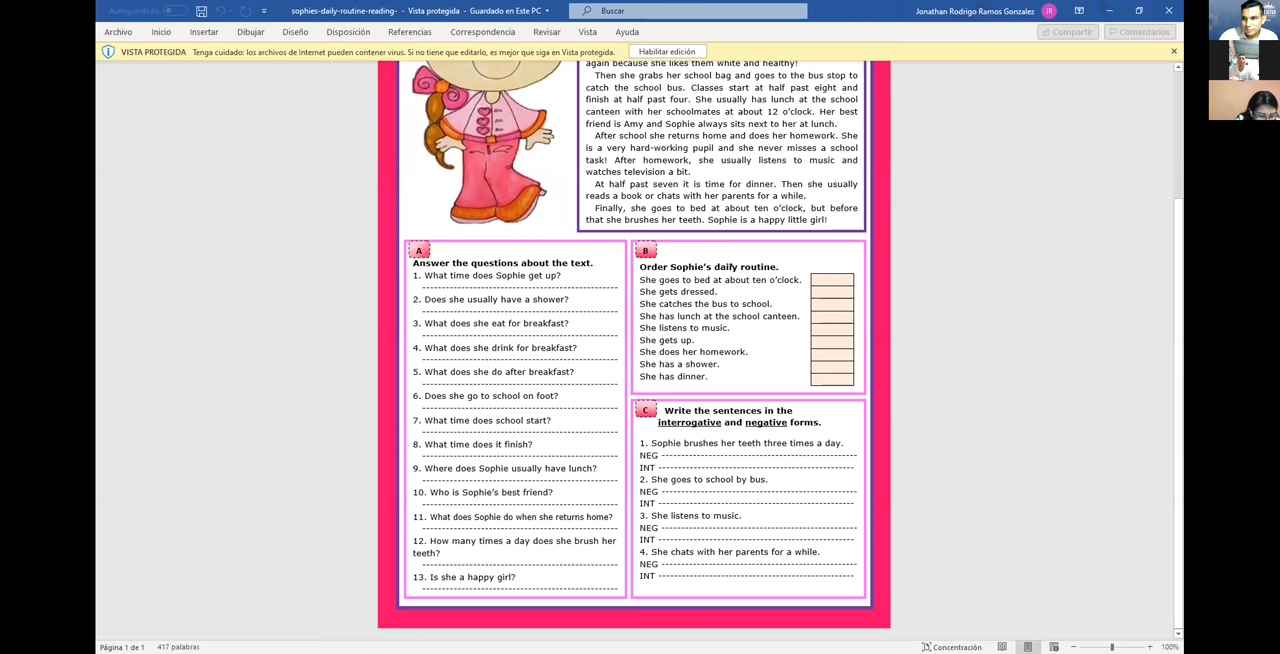 Autoguardado
sophies-daily-routine-reading- - Vista protegida • Guardado en Este PC
Buscar
Jonathan Rodrigo Ramos Gonzalez
JR
Archivo Inicio Insertar Dibujar Diseño Disposición Referencias Correspondencia Revisar Vista Ayuda
Compartir Comentarios
VISTA PROTEGIDA Tenga cuidado: los archivos de Internet pueden contener virus. Si no tiene que editarlo, es mejor que siga en Vista protegida. Habilitar edición
again because she likes them white and healthy!
Then she grabs her school bag and goes to the bus stop to
catch the school bus. Classes start at half past eight and
finish at half past four. She usually has lunch at the school
canteen with her schoolmates at about 12 o'clock. Her best
friend is Amy and Sophie always sits next to her at lunch.
After school she returns home and does her homework. She
is a very hard-working pupil and she never misses a school
task! After homework, she usually listens to music and
watches television a bit.
At half past seven it is time for dinner. Then she usually
reads a book or chats with her parents for a while.
Finally, she goes to bed at about ten o'clock, but before
that she brushes her teeth. Sophie is a happy little girl!
A
Answer the questions about the text.
1. What time does Sophie get up?
2. Does she usually have a shower?
3. What does she eat for breakfast?
4. What does she drink for breakfast?
5. What does she do after breakfast?
6. Does she go to school on foot?
7. What time does school start?
8. What time does it finish?
9. Where does Sophie usually have lunch?
10. Who is Sophie's best friend?
11. What does Sophie do when she returns home?
12. How many times a day does she brush her
teeth?
13. Is she a happy girl?
B
Order Sophie's daily routine.
She goes to bed at about ten o'clock.
She gets dressed.
She catches the bus to school.
She has lunch at the school canteen.
She listens to music.
She gets up.
She does her homework.
She has a shower.
She has dinner.
C
Write the sentences in the
interrogative and negative forms.
1. Sophie brushes her teeth three times a day.
NEG
INT
2. She goes to school by bus.
NEG
INT
3. She listens to music.
NEG
INT
4. She chats with her parents for a while.
NEG
INT
Página 1 de 1 417 palabras
Concentración
100%